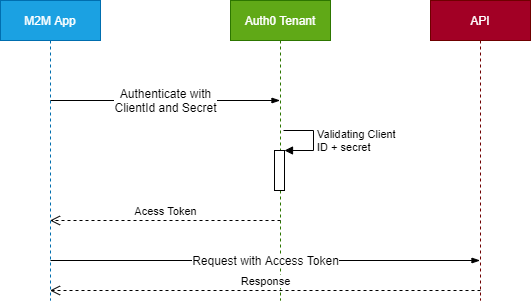 M2M App
Auth0 Tenant
API
Authenticate with
ClientId and Secret
Validating Client
ID + secret
Acess Token
Request with Access Token
Response